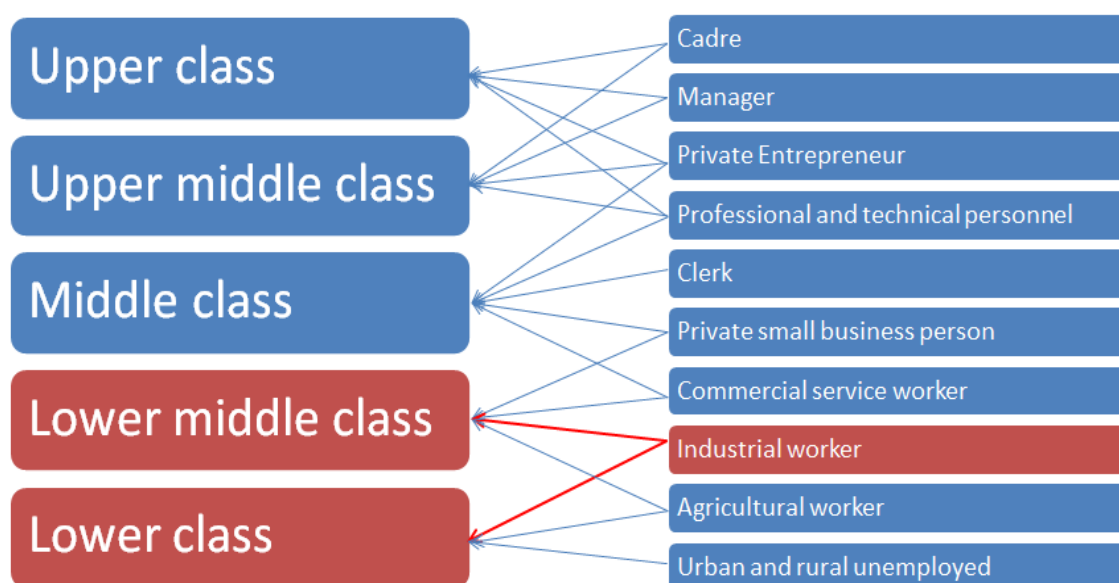 Upper class
Upper middle class
Middle class
Lower middle class
Lower class
Cadre
Manager
Private Entrepreneur
Professional and technical personnel
Clerk
Private small business person
Commercial service worker
Industrial worker
Agricultural worker
Urban and rural unemployed